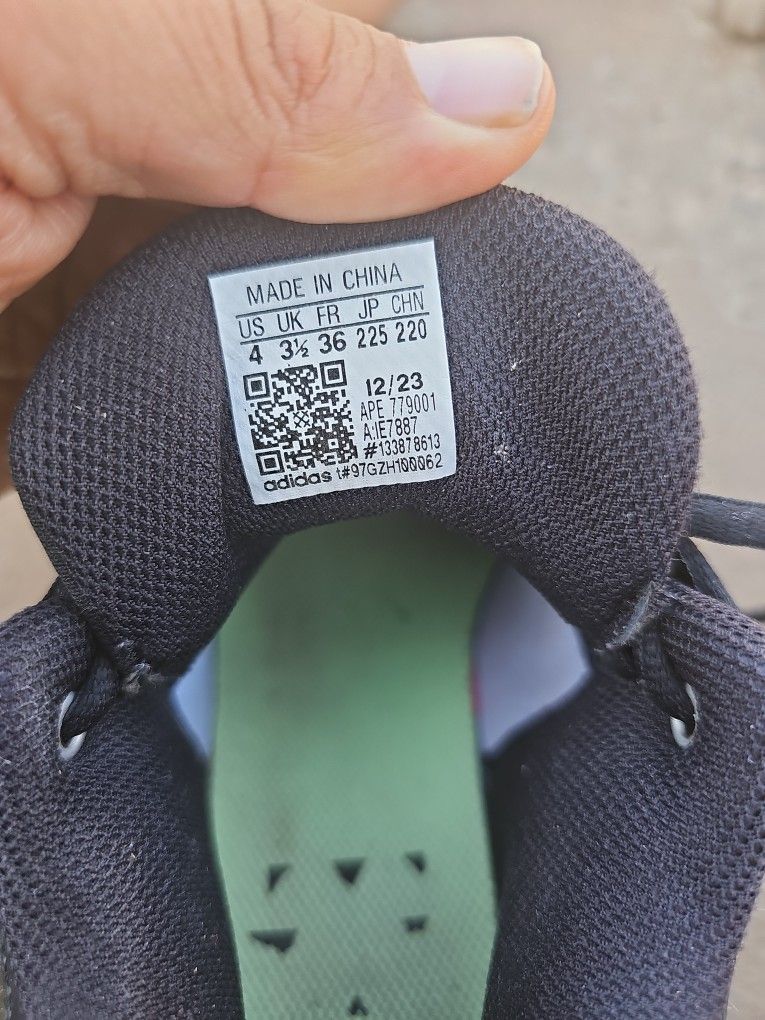 MADE IN CHINA
US UK FR JP CHN
4 3½ 36 225 220
12/23
APE 779001
A:IE7887
#133878613
adidas t#97GZH100062